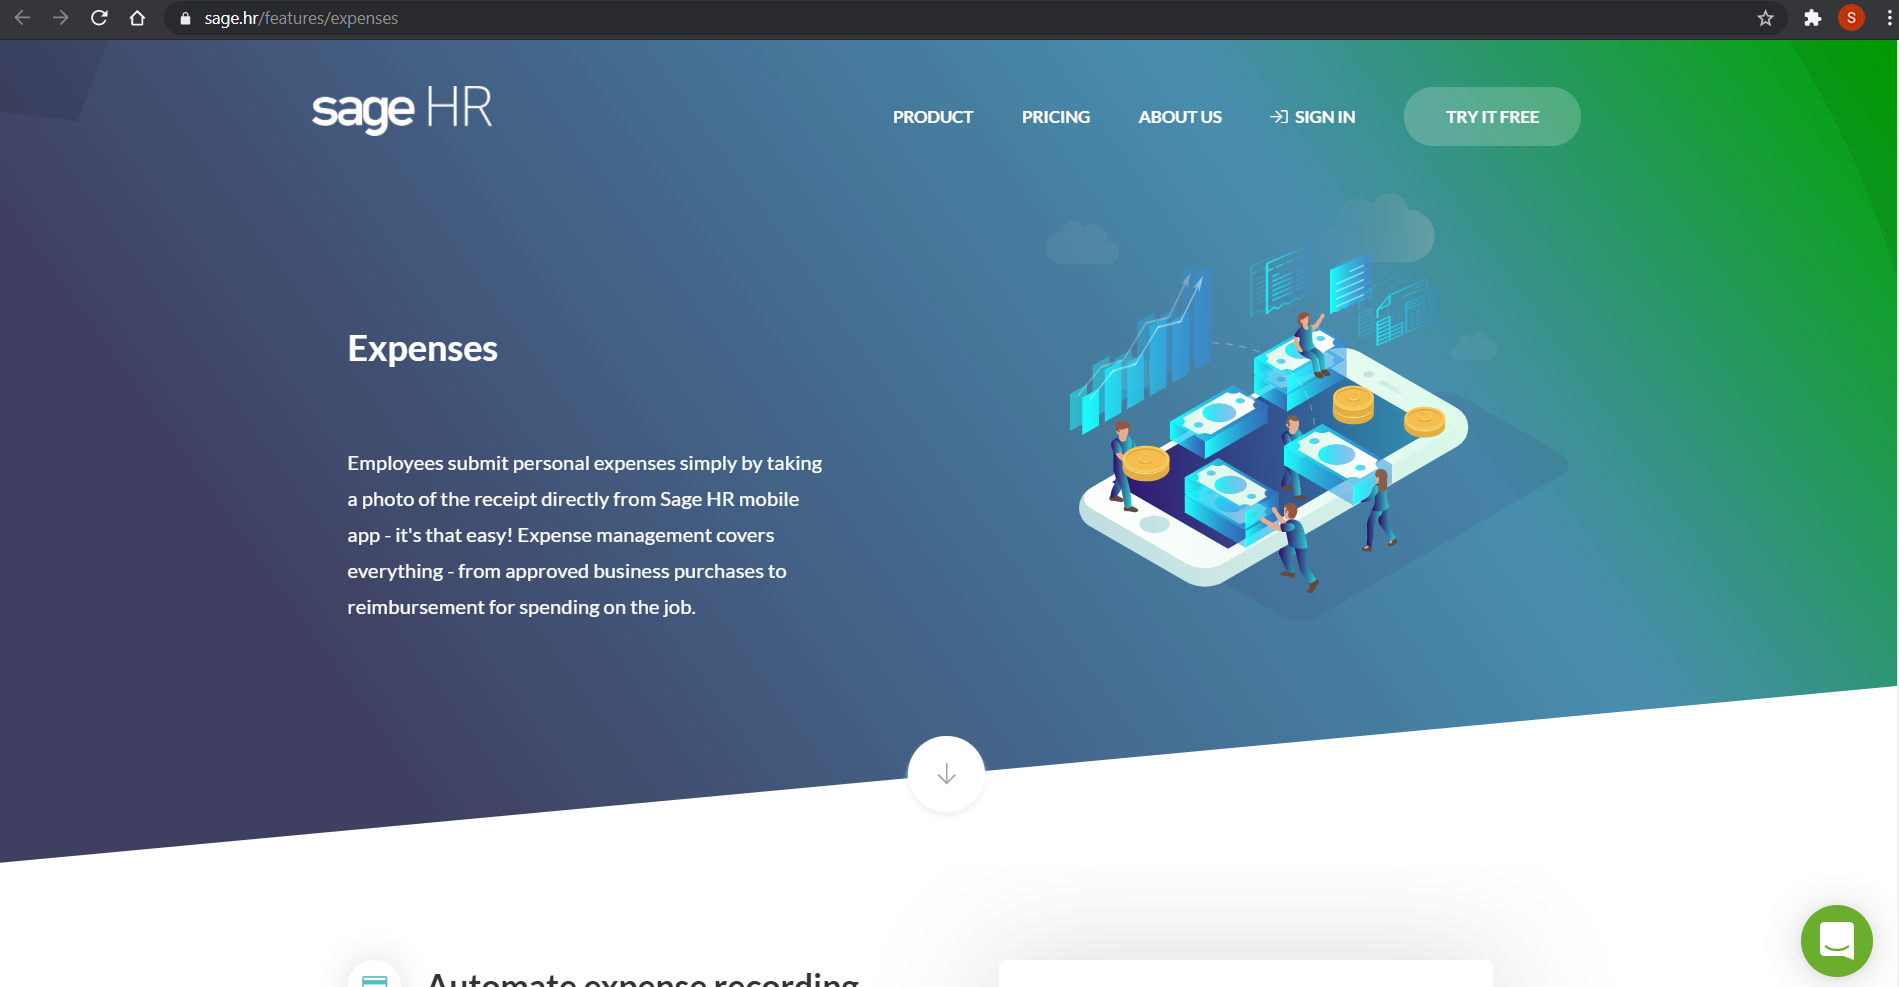 sage.hr/features/expenses
S
sage HR
PRODUCT
PRICING
ABOUT US
SIGN IN
TRY IT FREE
Expenses
Employees submit personal expenses simply by taking
a photo of the receipt directly from Sage HR mobile
app - it's that easy! Expense management covers
everything - from approved business purchases to
reimbursement for spending on the job.
Automate expense recording